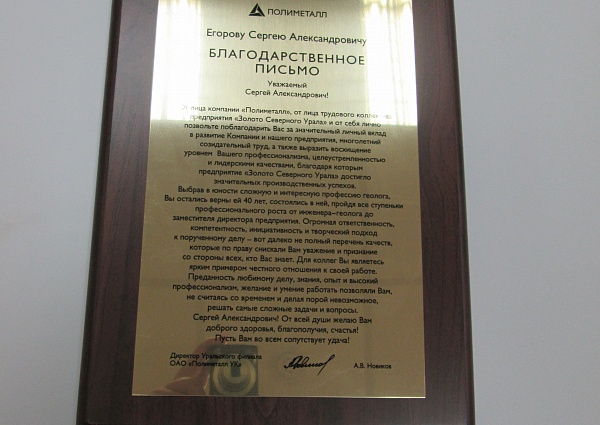 ПОЛИМЕТАЛЛ
Егорову Сергею Александровичу
БЛАГОДАРСТВЕННОЕ
ПИСЬМО
Уважаемый
Сергей Александрович!
От лица компании «Полиметалл», от лица трудового коллектива
предприятия «Золото Северного Урала» и от себя лично
позвольте поблагодарить Вас за значительный личный вклад
в развитие Компании и нашего предприятия, многолетний
созидательный труд, а также выразить восхищение
уровнем Вашего профессионализма, целеустремленностью
и лидерскими качествами, благодаря которым
предприятие «Золото Северного Урала» достигло
значительных производственных успехов.
Выбрав в юности сложную и интересную профессию геолога,
Вы остались верны ей 40 лет, состоялись в ней, пройдя все ступеньки
профессионального роста от инженера–геолога до
заместителя директора предприятия. Огромная ответственность,
компетентность, инициативность и творческий подход
к порученному делу – вот далеко не полный перечень качеств,
которые по праву снискали Вам уважение и признание
со стороны всех, кто Вас знает. Для коллег Вы являетесь
ярким примером честного отношения к своей работе.
Преданность любимому делу, знания, опыт и высокий
профессионализм, желание и умение работать позволяли Вам,
не считаясь со временем и делая порой невозможное,
решать самые сложные задачи и вопросы.
Сергей Александрович! От всей души желаю Вам
доброго здоровья, благополучия, счастья!
Пусть Вам во всем сопутствует удача!
Директор Уральского филиала
ОАО «Полиметалл УК»
А.В. Новиков